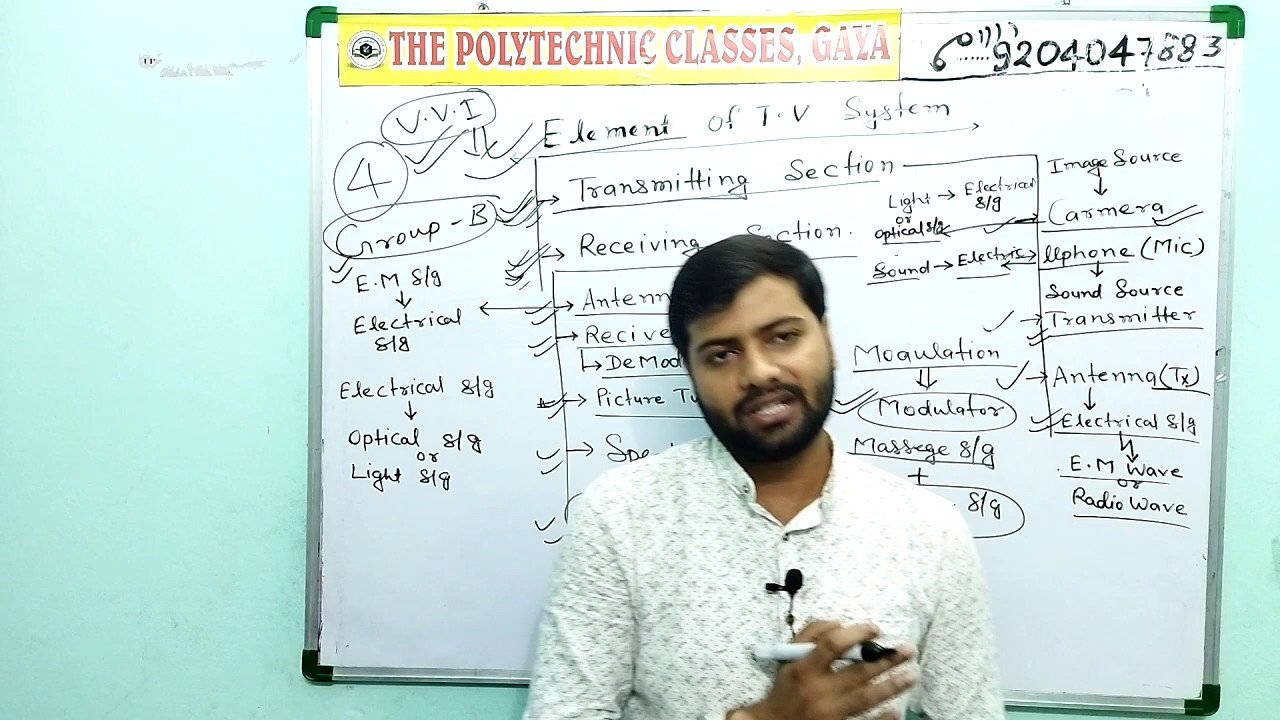 THE POLYTECHNIC CLASSES, GAYA
9204047883
V.V.I
4
Group-B
Element of T.V System
Transmitting Section
Receiving Section.
E.M S/g
Electrical
S/g
Electrical S/g
Optical S/g
or
Light S/g
Antenn
Recive
DeMod
Picture Tu
Spe
Light → Electrical
S/g
or
Optical S/g
Sound → Electric
Modulation
Modulator
Massege S/g
+
S/g
Image Source
Carmera
Uphone (Mic)
Sound Source
Transmitter
Antenna (Tx)
Electrical S/g
E.M Wave
or
Radio Wave